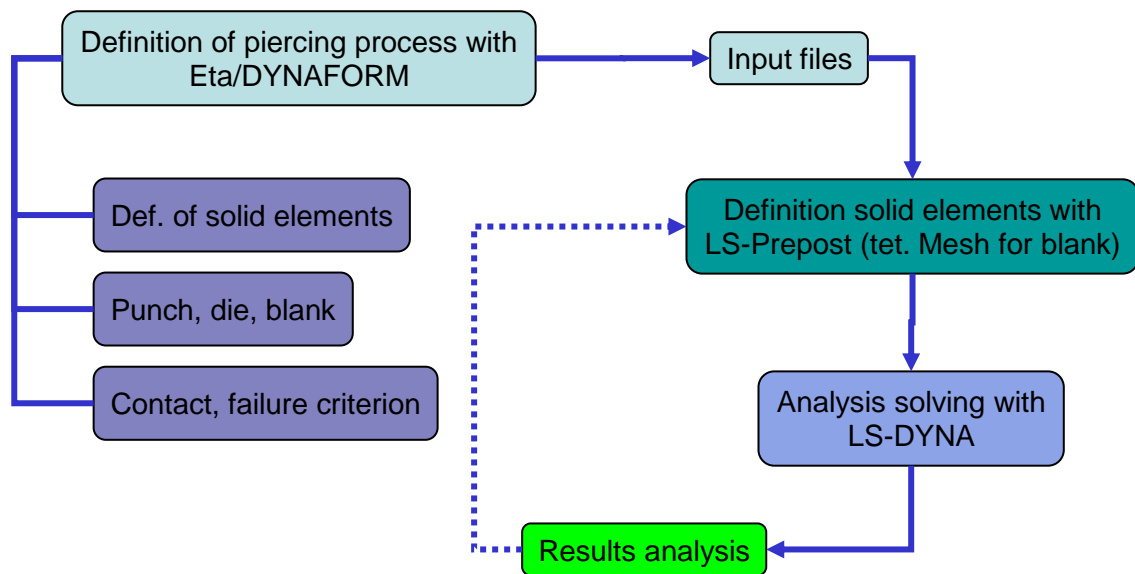 Definition of piercing process with
Eta/DYNAFORM
Input files
Def. of solid elements
Punch, die, blank
Contact, failure criterion
Definition solid elements with
LS-Prepost (tet. Mesh for blank)
Analysis solving with
LS-DYNA
Results analysis